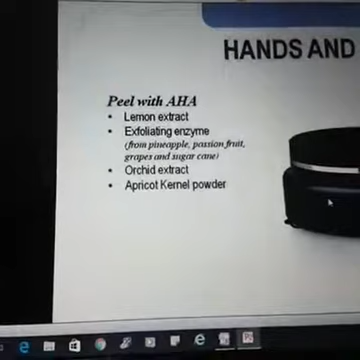 HANDS AND
Peel with AHA
• Lemon extract
• Exfoliating enzyme
(from pineapple, passion fruit,
grapes and sugar cane)
• Orchid extract
• Apricot Kernel powder